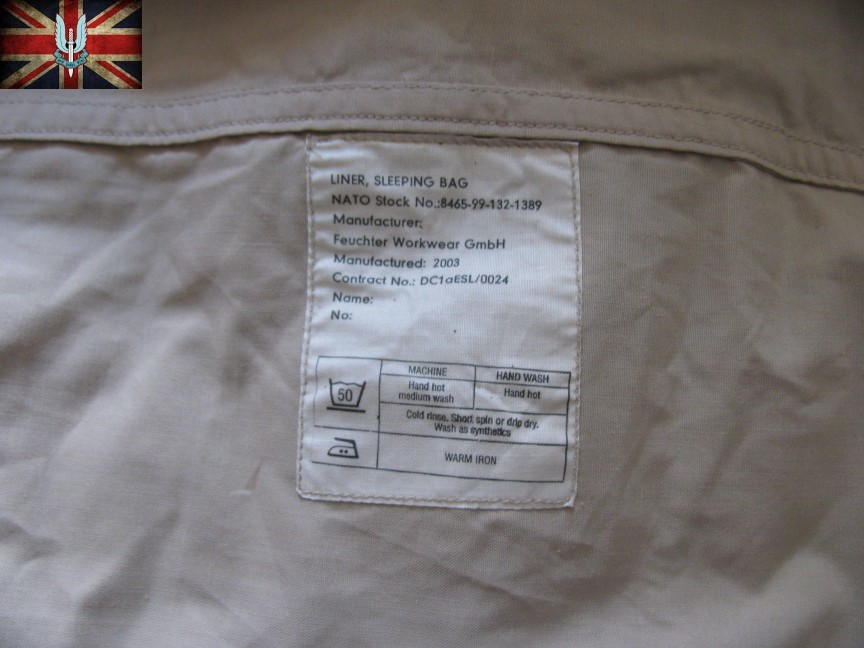 LINER, SLEEPING BAG
NATO Stock No.:8465-99-132-1389
Manufacturer:
Feuchter Workwear GmbH
Manufactured: 2003
Contract No.: DC1aESL/0024
Name:
No:
MACHINE HAND WASH
50
Hand hot
medium wash
Hand hot
Cold rinse. Short spin or drip dry.
Wash as synthetics
WARM IRON